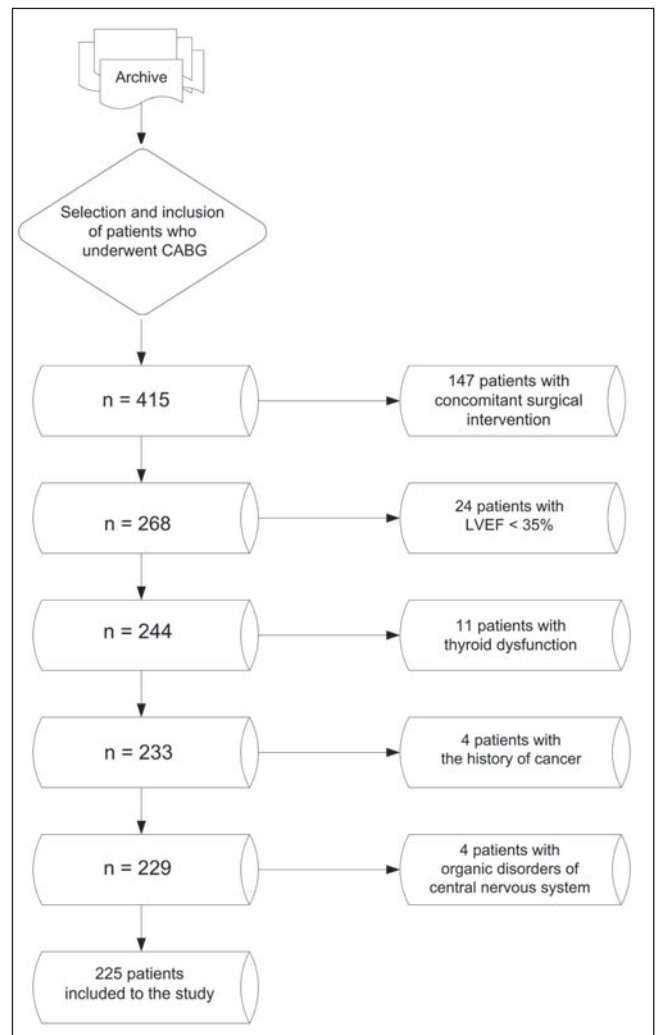 Archive
Selection and inclusion
of patients who
underwent CABG
n = 415
147 patients with
concomitant surgical
intervention
n = 268
24 patients with
LVEF < 35%
n = 244
11 patients with
thyroid dysfunction
n = 233
4 patients with
the history of cancer
n = 229
4 patients with
organic disorders of
central nervous system
225 patients
included to the study